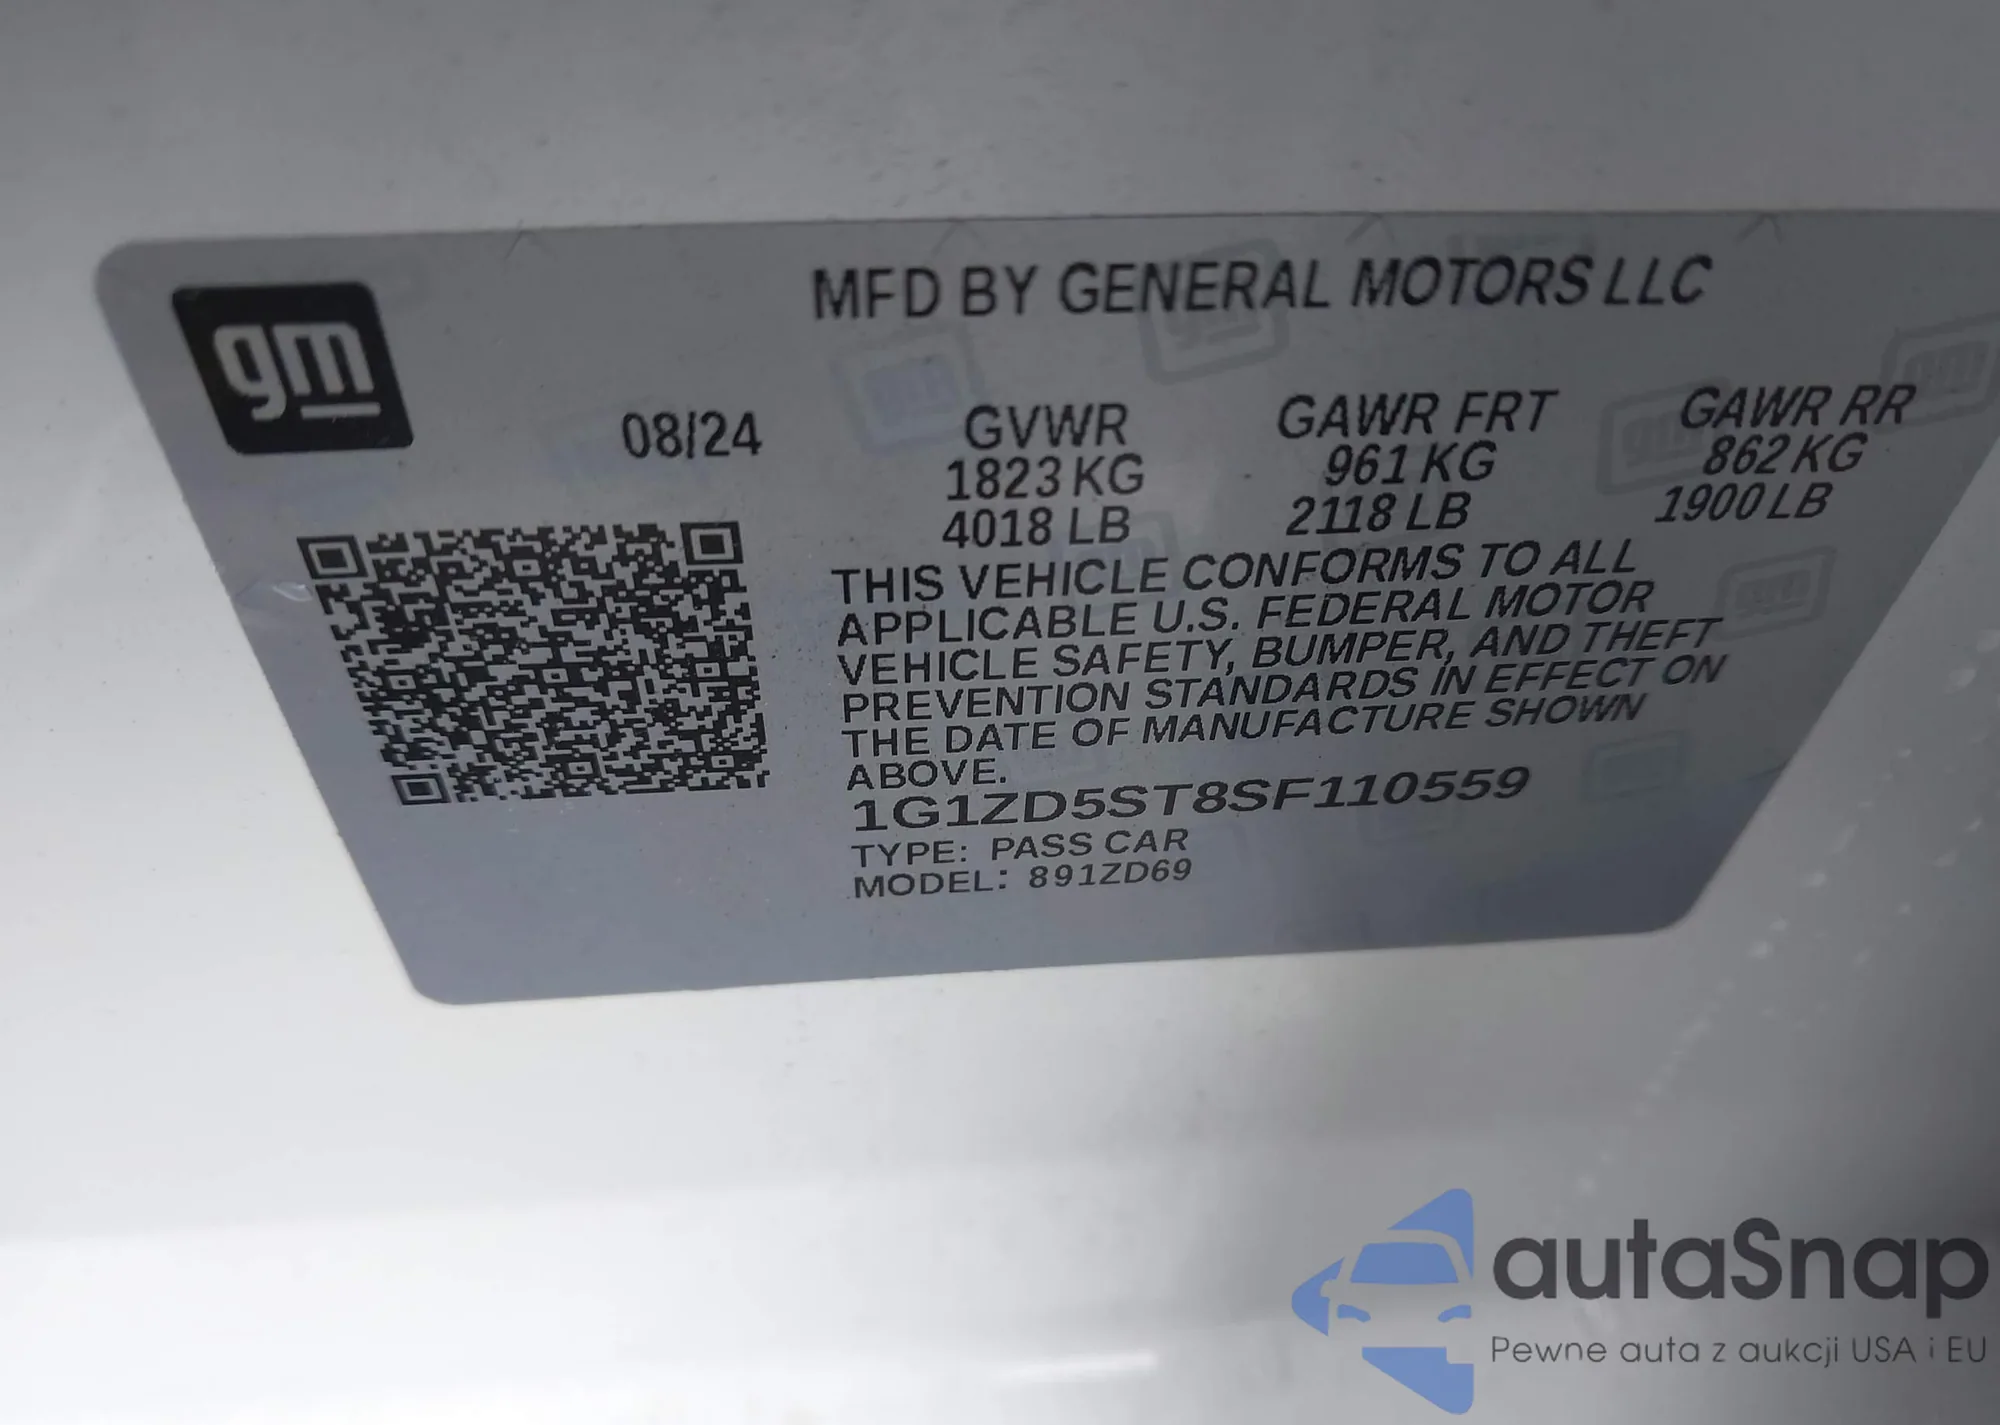 gm
MFD BY GENERAL MOTORS LLC
08/24
GVWR GAWR FRT GAWR RR
1823 KG 961 KG 862 KG
4018 LB 2118 LB 1900 LB
THIS VEHICLE CONFORMS TO ALL
APPLICABLE U.S. FEDERAL MOTOR
VEHICLE SAFETY, BUMPER, AND THEFT
PREVENTION STANDARDS IN EFFECT ON
THE DATE OF MANUFACTURE SHOWN
ABOVE.
1G1ZD5ST8SF110559
TYPE: PASS CAR
MODEL: 891ZD69
autaSnap
Pewne auta z aukcji USA i EU